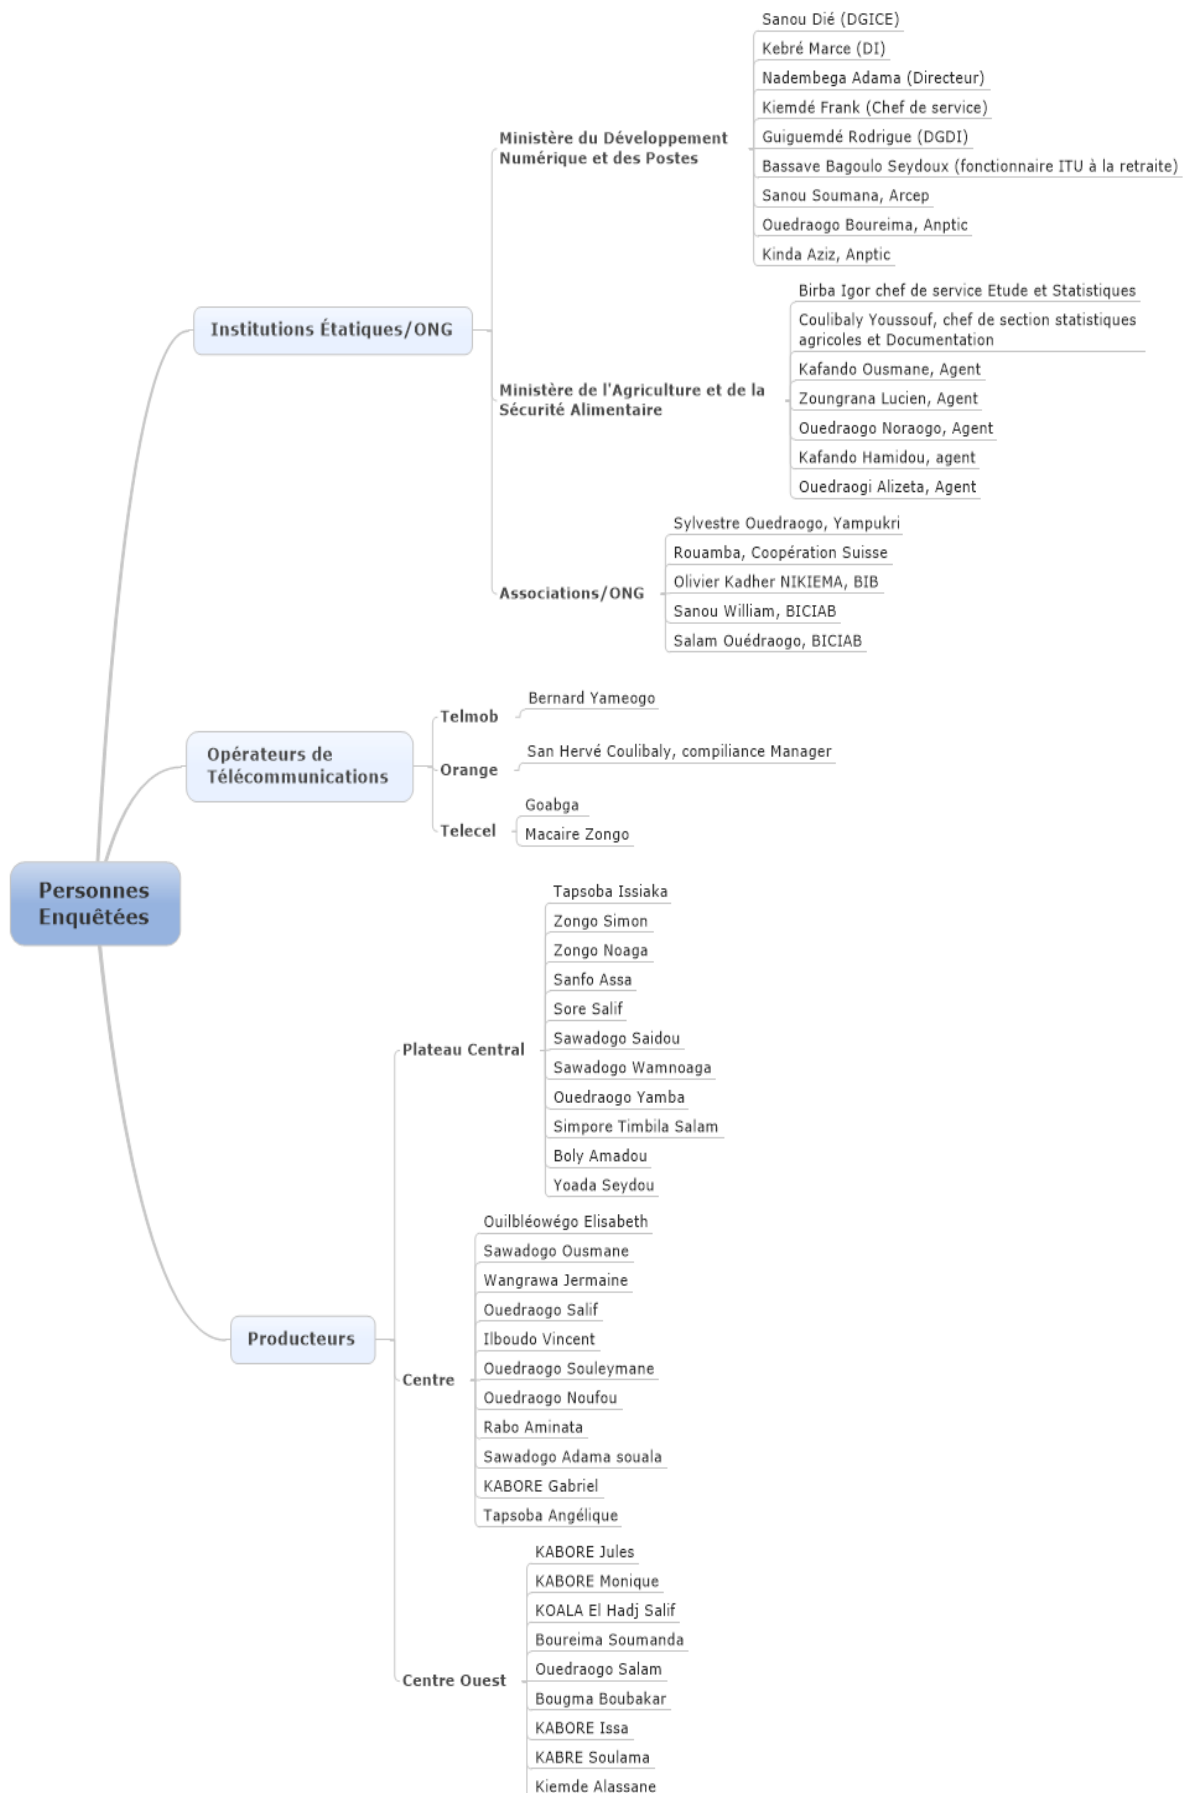 Personnes
Enquêtées
Institutions Étatiques/ONG
Ministère du Développement
Numérique et des Postes
Sanou Dié (DGICE)
Kebré Marce (DI)
Nadembega Adama (Directeur)
Kiemdé Frank (Chef de service)
Guiguemdé Rodrigue (DGDI)
Bassave Bagoulo Seydoux (fonctionnaire ITU à la retraite)
Sanou Soumana, Arcep
Ouedraogo Boureima, Anptic
Kinda Aziz, Anptic
Ministère de l'Agriculture et de la
Sécurité Alimentaire
Birba Igor chef de service Etude et Statistiques
Coulibaly Youssouf, chef de section statistiques
agricoles et Documentation
Kafando Ousmane, Agent
Zoungrana Lucien, Agent
Ouedraogo Noraogo, Agent
Kafando Hamidou, agent
Ouedraogi Alizeta, Agent
Associations/ONG
Sylvestre Ouedraogo, Yampukri
Rouamba, Coopération Suisse
Olivier Kadher NIKIEMA, BIB
Sanou William, BICIAB
Salam Ouédraogo, BICIAB
Opérateurs de
Télécommunications
Telmob
Bernard Yameogo
Orange
San Hervé Coulibaly, compiliance Manager
Telecel
Goabga
Macaire Zongo
Producteurs
Plateau Central
Tapsoba Issiaka
Zongo Simon
Zongo Noaga
Sanfo Assa
Sore Salif
Sawadogo Saidou
Sawadogo Wamnoaga
Ouedraogo Yamba
Simpore Timbila Salam
Boly Amadou
Yoada Seydou
Centre
Ouilbléowégo Elisabeth
Sawadogo Ousmane
Wangrawa Jermaine
Ouedraogo Salif
Ilboudo Vincent
Ouedraogo Souleymane
Ouedraogo Noufou
Rabo Aminata
Sawadogo Adama souala
KABORE Gabriel
Tapsoba Angélique
Centre Ouest
KABORE Jules
KABORE Monique
KOALA El Hadj Salif
Boureima Soumanda
Ouedraogo Salam
Bougma Boubakar
KABORE Issa
KABRE Soulama
Kiemde Alassane